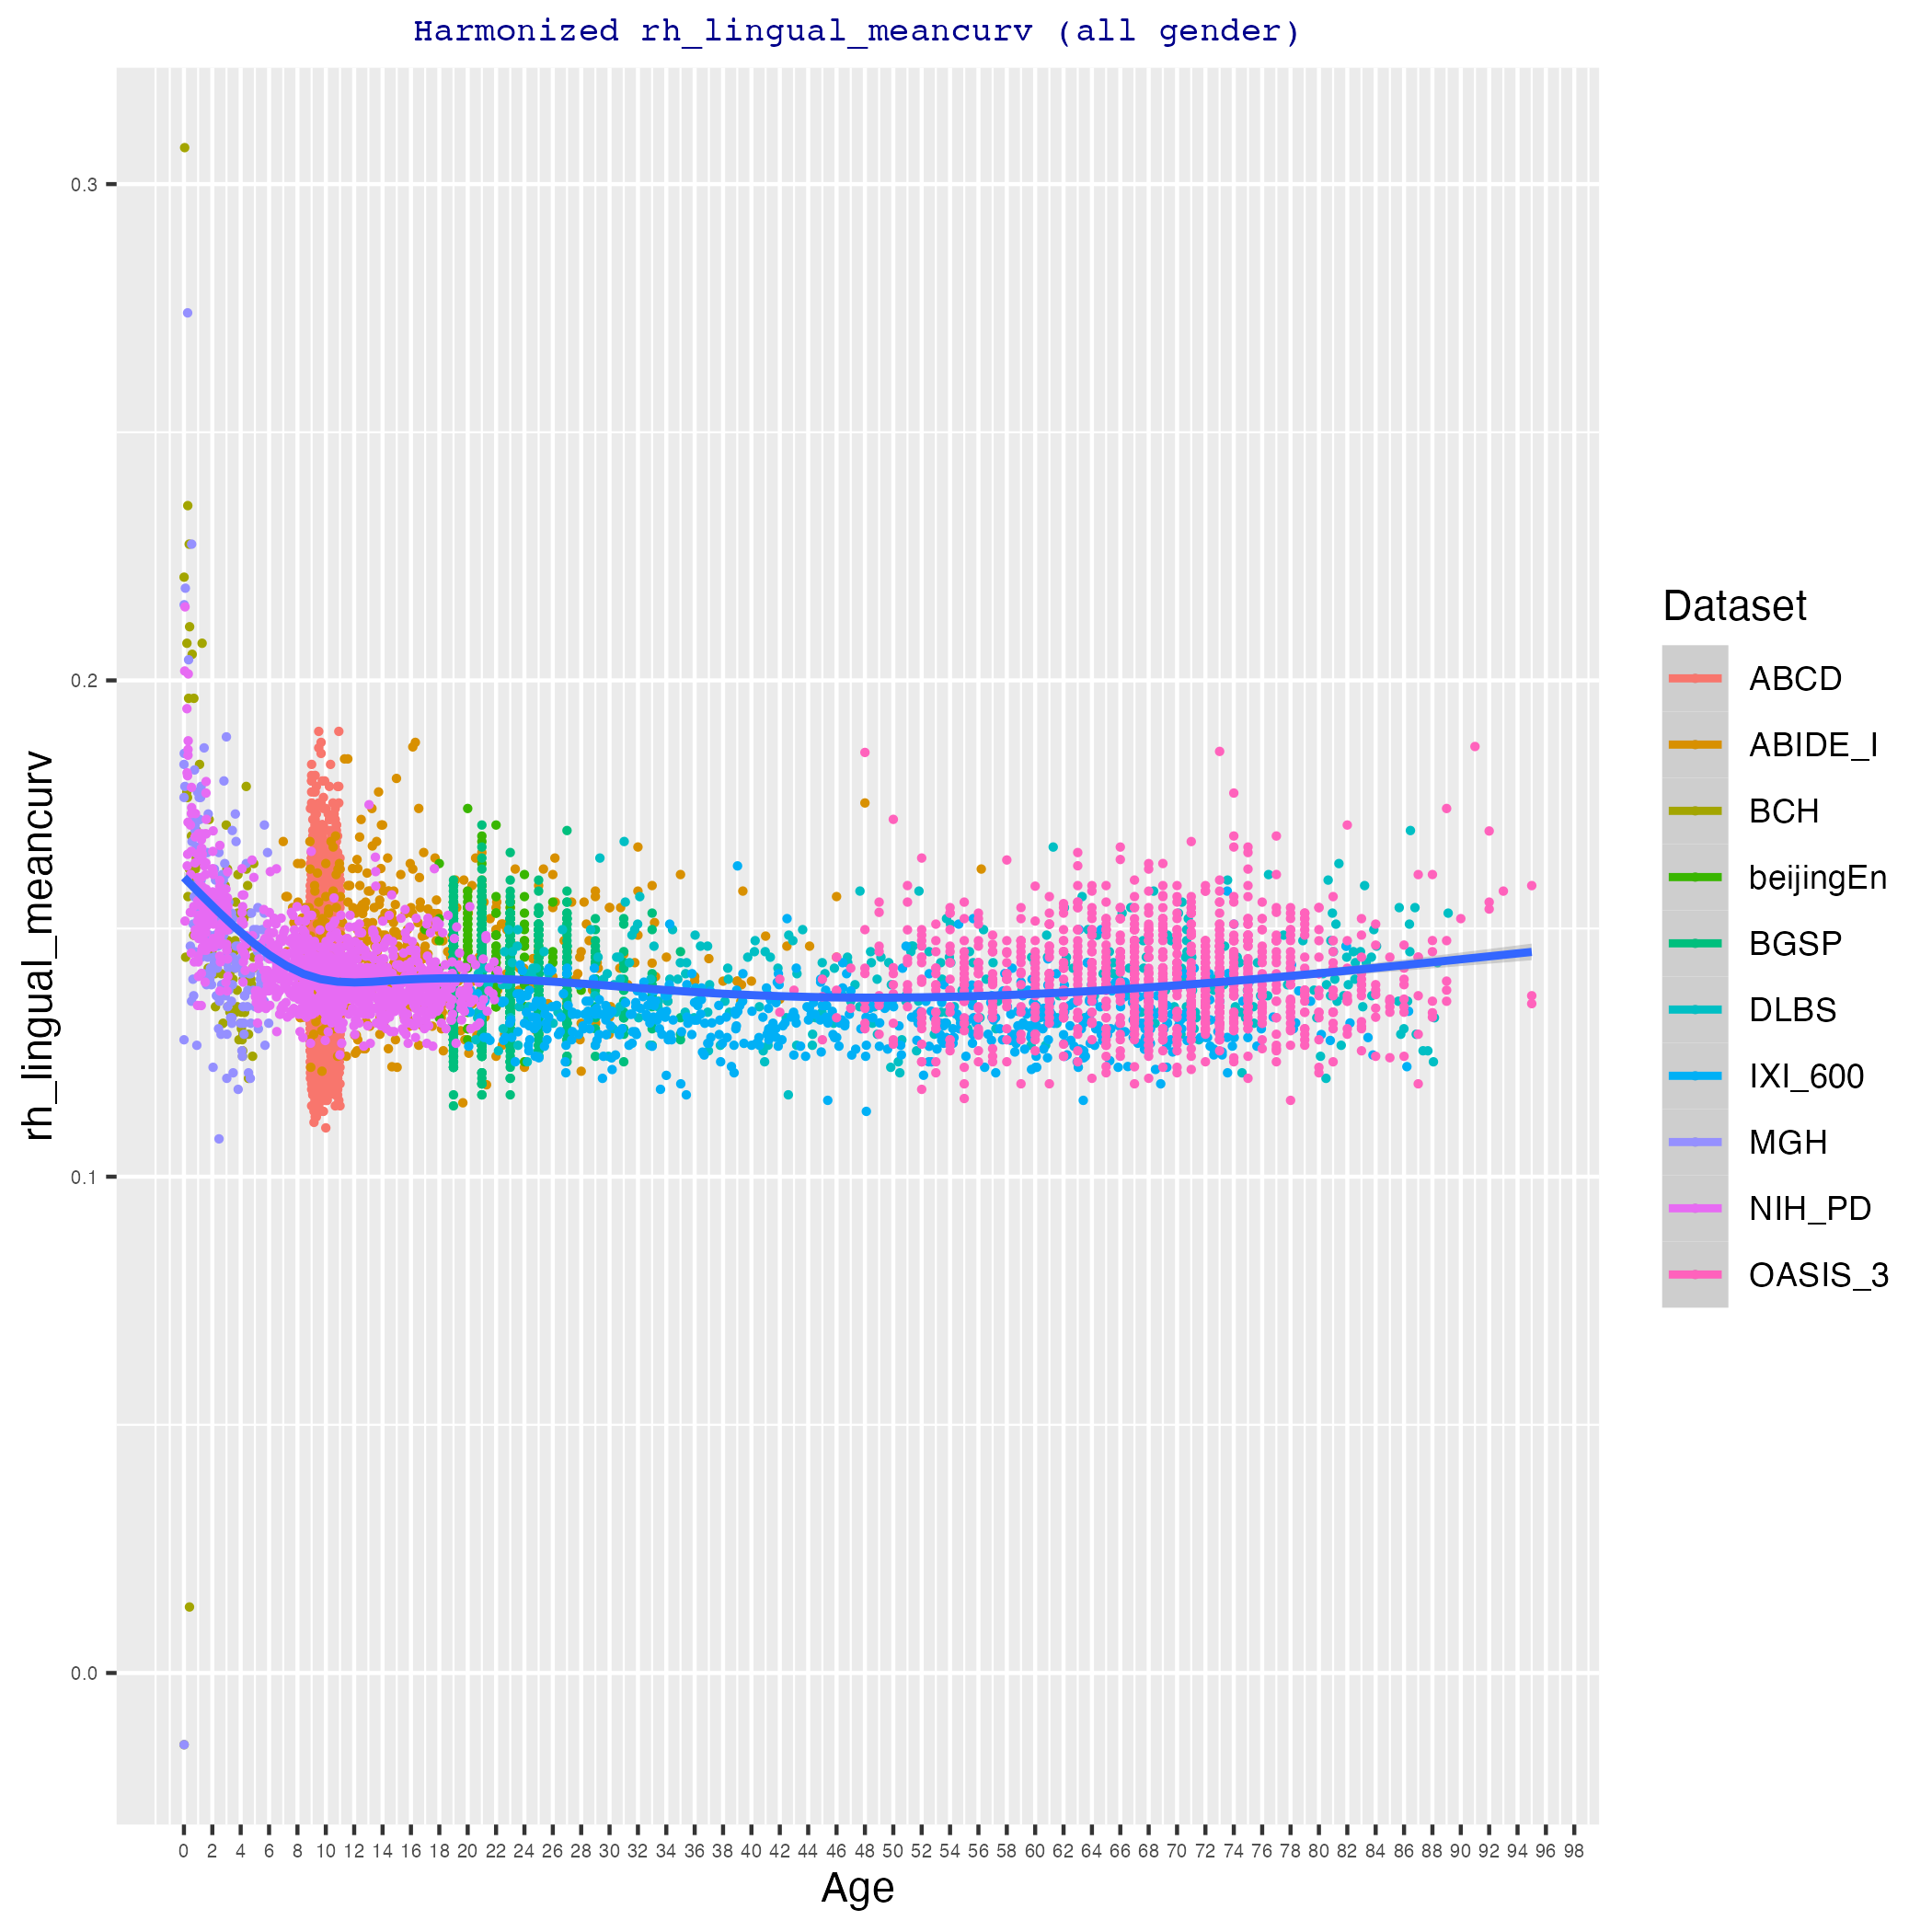 Harmonized rh_lingual_meancurv (all gender)
rh_lingual_meancurv
0.3
0.2
0.1
0.0
0 2 4 6 8 10 12 14 16 18 20 22 24 26 28 30 32 34 36 38 40 42 44 46 48 50 52 54 56 58 60 62 64 66 68 70 72 74 76 78 80 82 84 86 88 90 92 94 96 98
Age
Dataset
ABCD
ABIDE_I
BCH
beijingEn
BGSP
DLBS
IXI_600
MGH
NIH_PD
OASIS_3